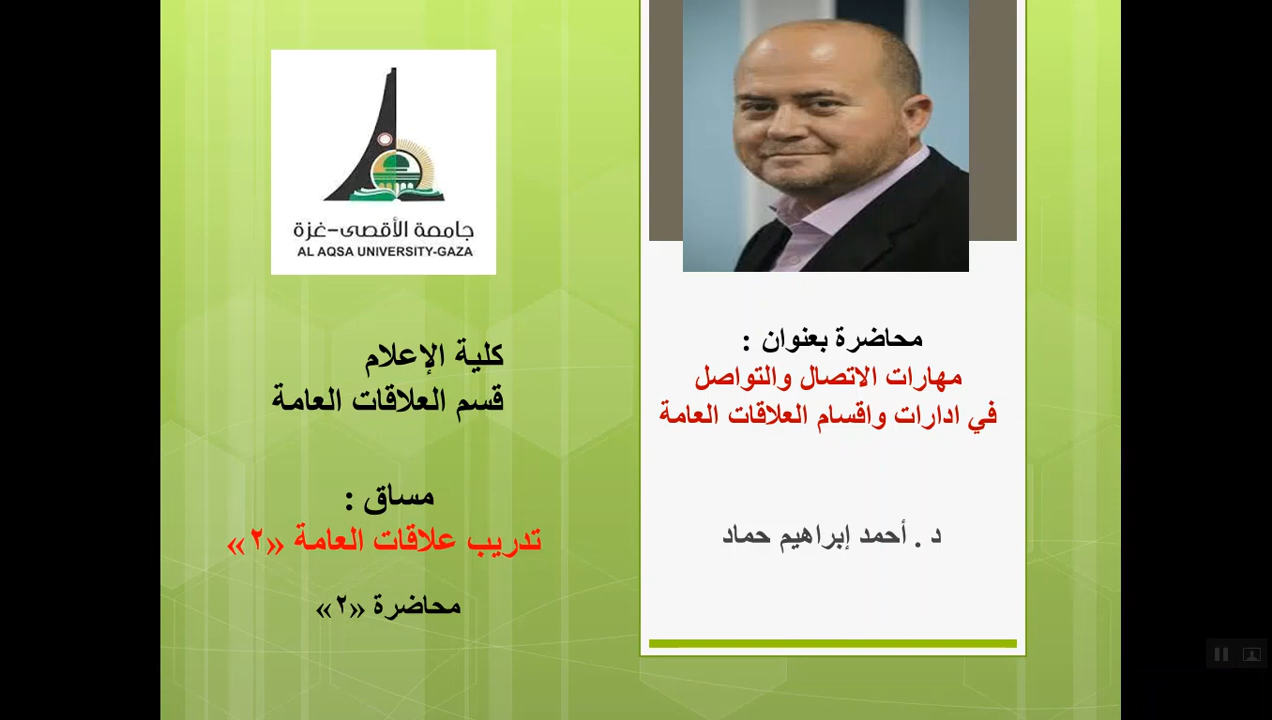 جامعة الأقصى-غزة
AL AQSA UNIVERSITY-GAZA
محاضرة بعنوان :
مهارات الاتصال والتواصل
في ادارات واقسام العلاقات العامة
د . أحمد إبراهيم حماد
كلية الإعلام
قسم العلاقات العامة
مساق :
تدريب علاقات العامة «٢»
محاضرة «٢»